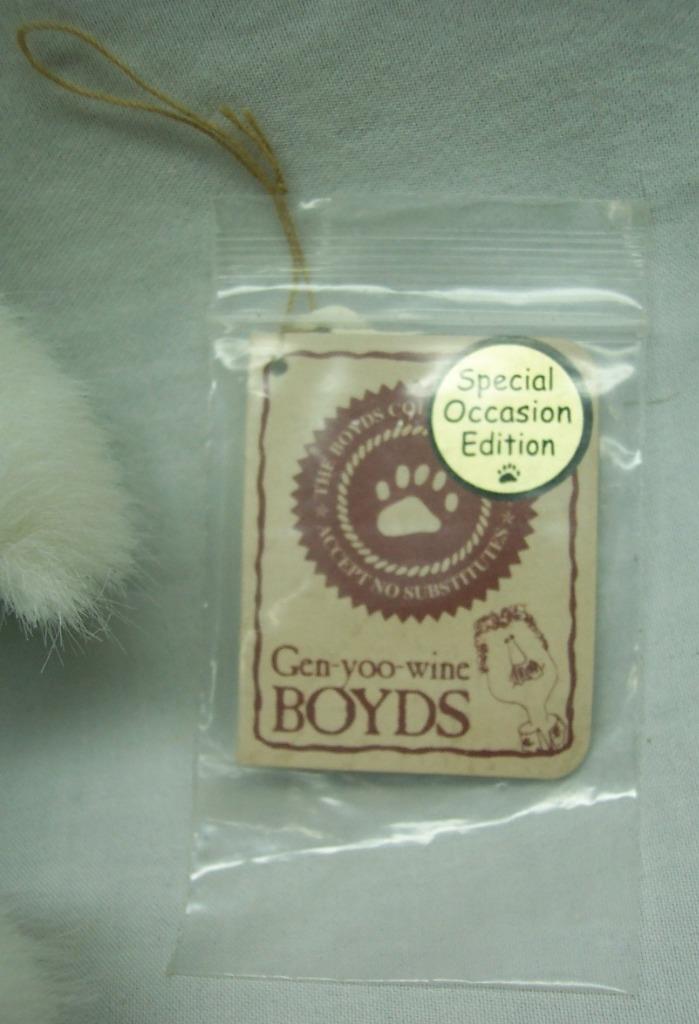 Special
Occasion
Edition
THE BOYDS CO
ACCEPT NO SUBSTITUTES
Gen-yoo-wine
BOYDS